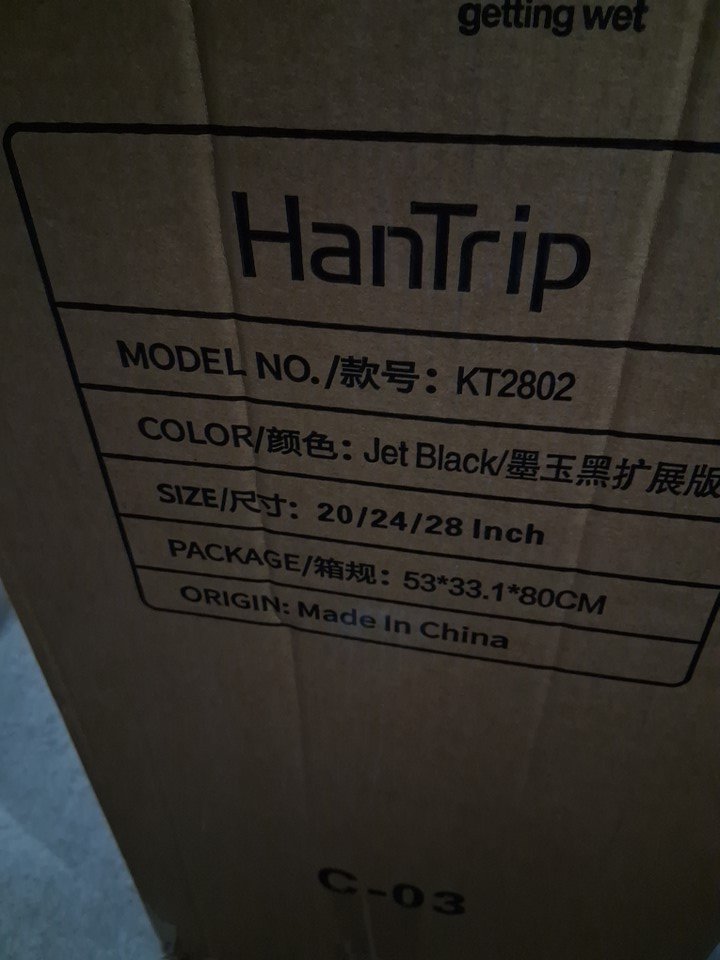 getting wet
HanTrip
MODEL NO./款号：KT2802
COLOR/颜色：Jet Black/墨玉黑扩展版
SIZE/尺寸：20/24/28 Inch
PACKAGE/箱规：53*33.1*80CM
ORIGIN: Made In China
C-03